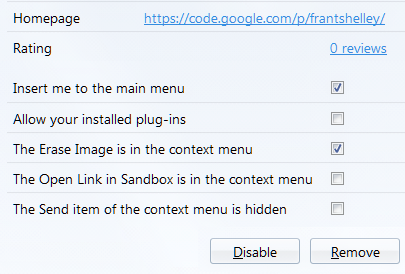 Homepage https://code.google.com/p/frantshelley/
Rating 0 reviews
Insert me to the main menu
Allow your installed plug-ins
The Erase Image is in the context menu
The Open Link in Sandbox is in the context menu
The Send item of the context menu is hidden
Disable Remove